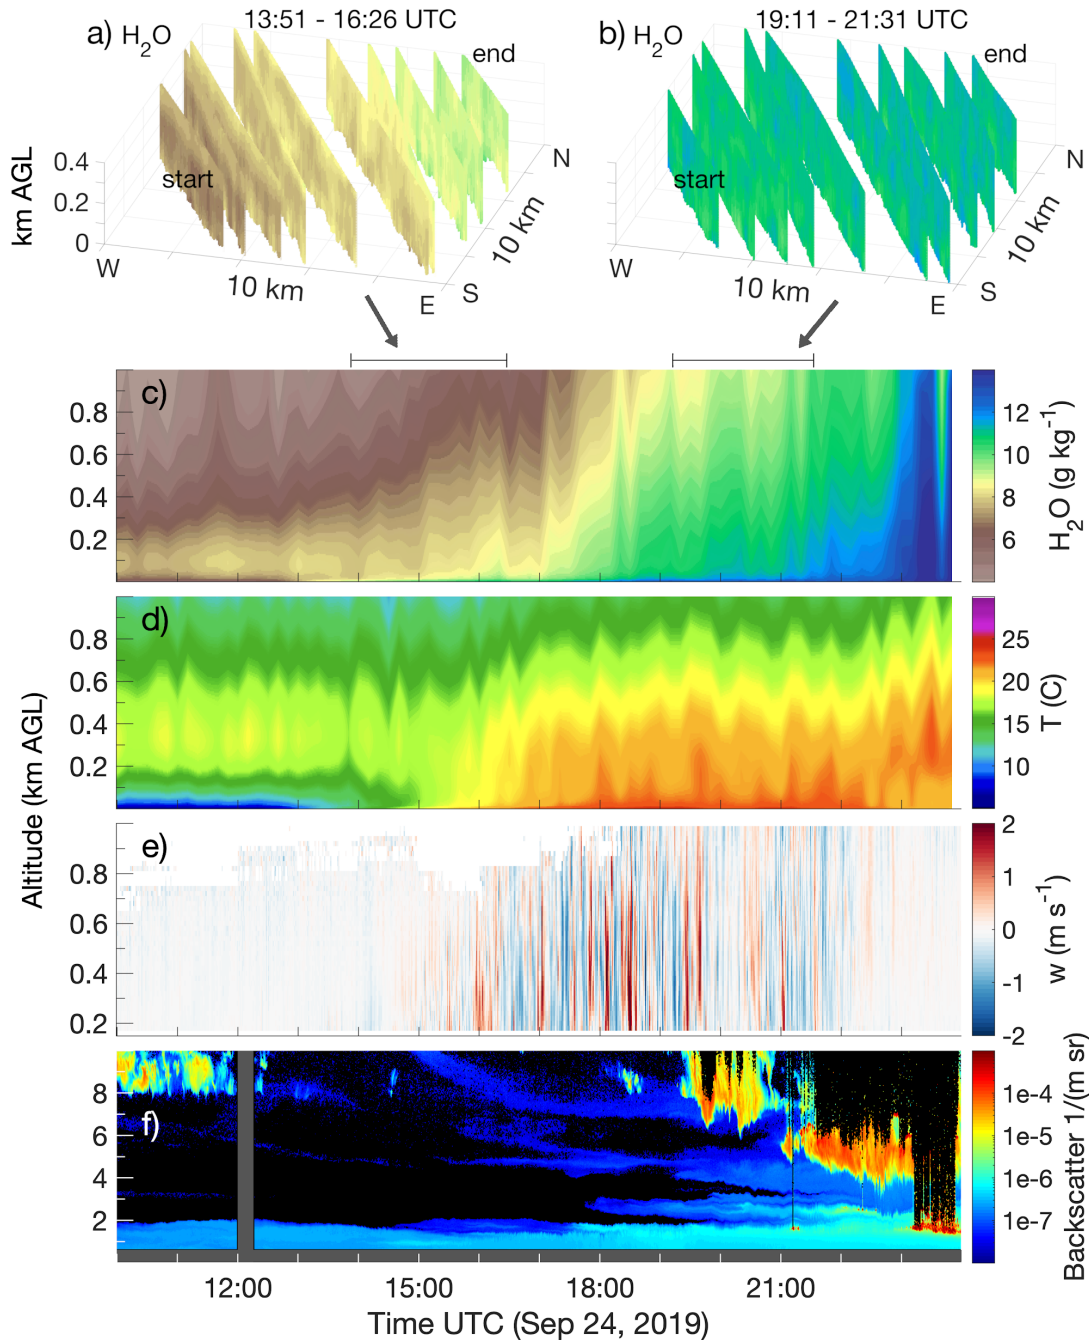 13:51 - 16:26 UTC
a) H2O
end
start
km AGL
0.4
0.2
0
W
10 km
E
S
10 km
N
19:11 - 21:31 UTC
b) H2O
end
start
W
10 km
E
S
10 km
N
c)
0.8
0.6
0.4
0.2
12
10
8
6
H2O (g kg-1)
d)
0.8
0.6
0.4
0.2
25
20
15
10
T (C)
Altitude (km AGL)
e)
0.8
0.6
0.4
0.2
2
1
0
-1
-2
w (m s-1)
f)
8
6
4
2
1e-4
1e-5
1e-6
1e-7
Backscatter 1/(m sr)
12:00 15:00 18:00 21:00
Time UTC (Sep 24, 2019)